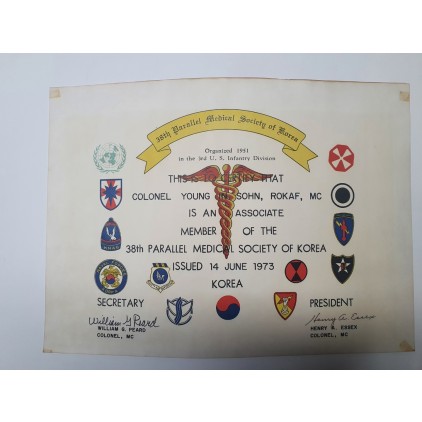 38th Parallel Medical Society of Korea
Organized 1951
in the 3rd U. S. Infantry Division
THIS IS TO CERTIFY THAT
COLONEL YOUNG SOHN, ROKAF, MC
IS AN ASSOCIATE
MEMBER OF THE
38th PARALLEL MEDICAL SOCIETY OF KOREA
ISSUED 14 JUNE 1973
KOREA
SECRETARY
PRESIDENT
William G Peard
WILLIAM G. PEARD
COLONEL, MC
Henry A. Essex
HENRY A. ESSEX
COLONEL, MC